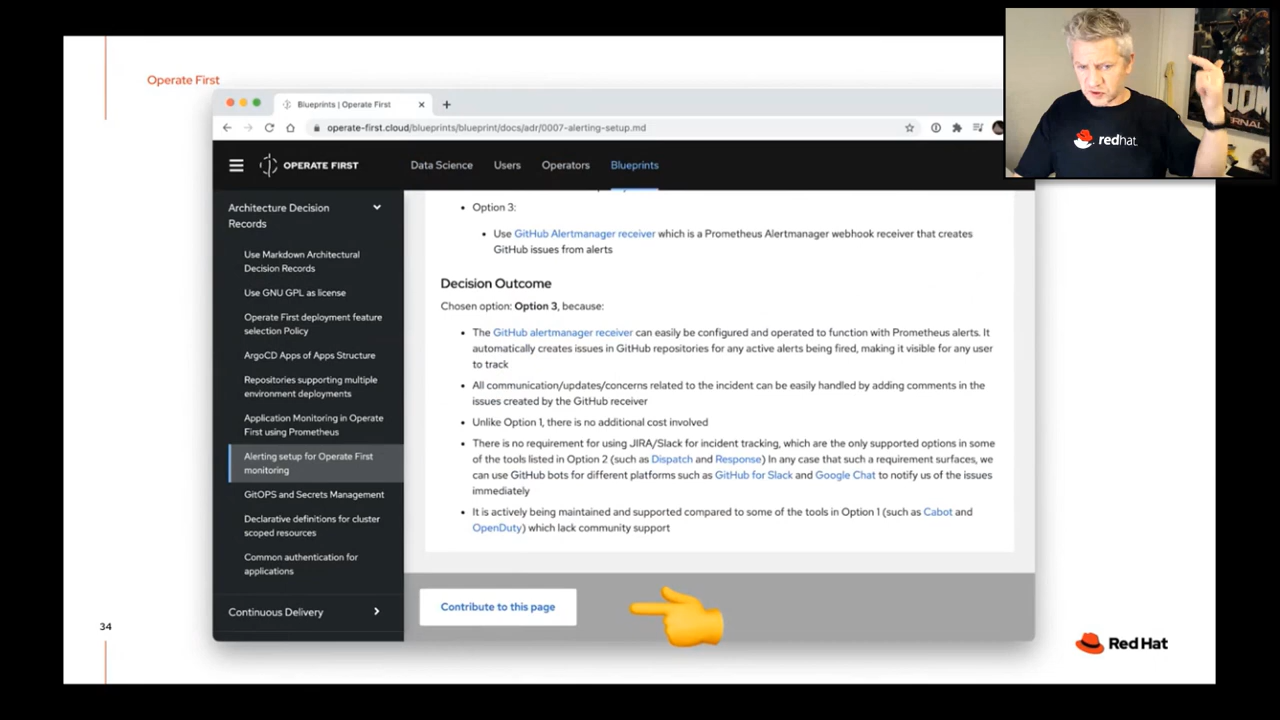 Operate First
Blueprints | Operate First
operate-first.cloud/blueprints/blueprint/docs/adr/0007-alerting-setup.md
OPERATE FIRST
Data Science
Users
Operators
Blueprints
Architecture Decision
Records
Use Markdown Architectural
Decision Records
Use GNU GPL as license
Operate First deployment feature
selection Policy
ArgoCD Apps of Apps Structure
Repositories supporting multiple
environment deployments
Application Monitoring in Operate
First using Prometheus
Alerting setup for Operate First
monitoring
GitOPS and Secrets Management
Declarative definitions for cluster
scoped resources
Common authentication for
applications
Continuous Delivery
Option 3:
Use GitHub Alertmanager receiver which is a Prometheus Alertmanager webhook receiver that creates
GitHub issues from alerts
Decision Outcome
Chosen option: Option 3, because:
The GitHub alertmanager receiver can easily be configured and operated to function with Prometheus alerts. It
automatically creates issues in GitHub repositories for any active alerts being fired, making it visible for any user
to track
All communication/updates/concerns related to the incident can be easily handled by adding comments in the
issues created by the GitHub receiver
Unlike Option 1, there is no additional cost involved
There is no requirement for using JIRA/Slack for incident tracking, which are the only supported options in some
of the tools listed in Option 2 (such as Dispatch and Response) In any case that such a requirement surfaces, we
can use GitHub bots for different platforms such as GitHub for Slack and Google Chat to notify us of the issues
immediately
It is actively being maintained and supported compared to some of the tools in Option 1 (such as Cabot and
OpenDuty) which lack community support
Contribute to this page
34
Red Hat
redhat.